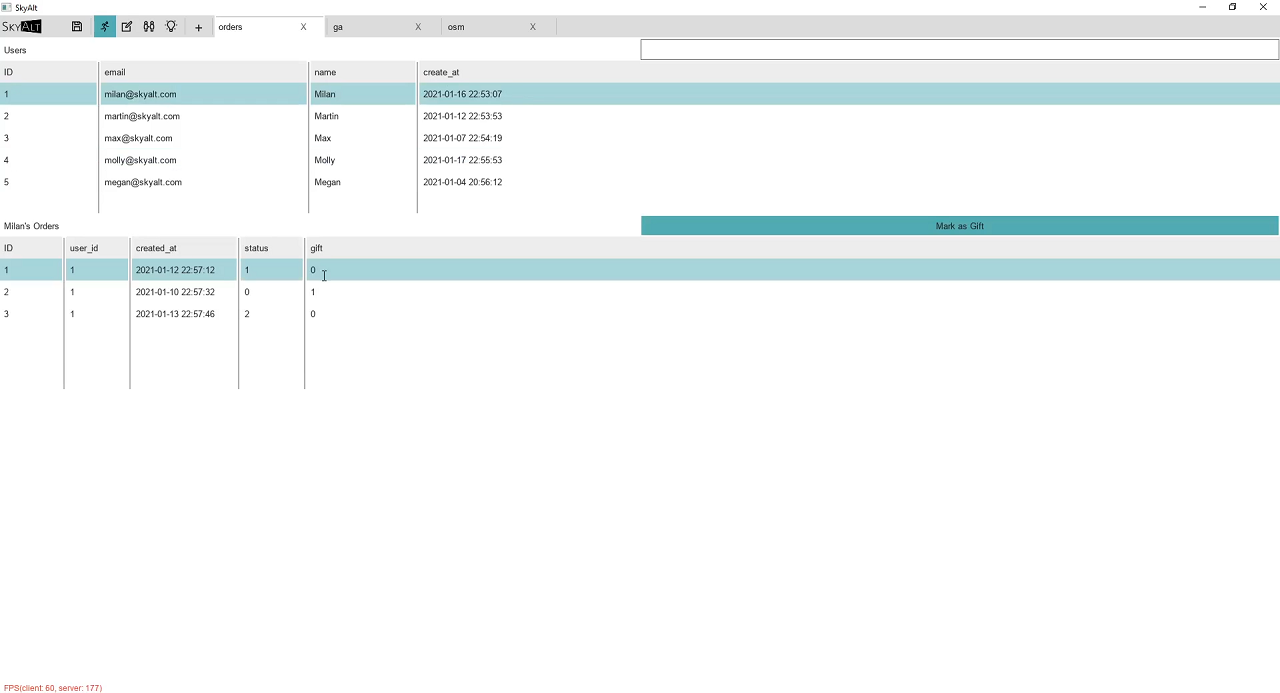 SkyAlt
SKYALT + orders X ga X osm X
Users
ID email name create_at
1 milan@skyalt.com Milan 2021-01-16 22:53:07
2 martin@skyalt.com Martin 2021-01-12 22:53:53
3 max@skyalt.com Max 2021-01-07 22:54:19
4 molly@skyalt.com Molly 2021-01-17 22:55:53
5 megan@skyalt.com Megan 2021-01-04 20:56:12
Milan's Orders Mark as Gift
ID user_id created_at status gift
1 1 2021-01-12 22:57:12 1 0
2 1 2021-01-10 22:57:32 0 1
3 1 2021-01-13 22:57:46 2 0
FPS(client: 60, server: 177)